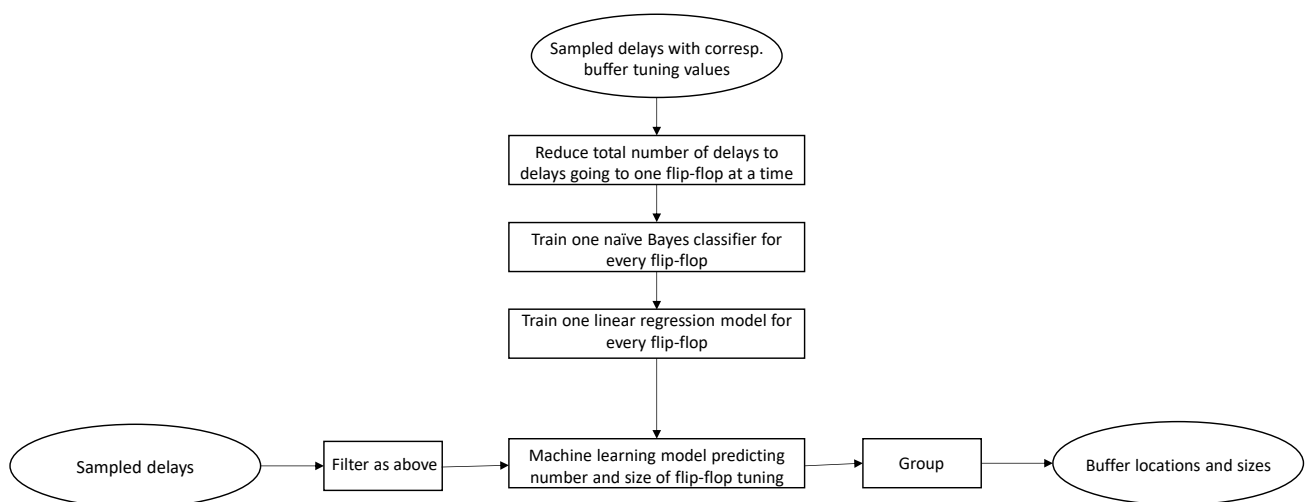 Sampled delays with corresp.
buffer tuning values
Reduce total number of delays to
delays going to one flip-flop at a time
Train one naïve Bayes classifier for
every flip-flop
Train one linear regression model for
every flip-flop
Sampled delays
Filter as above
Machine learning model predicting
number and size of flip-flop tuning
Group
Buffer locations and sizes